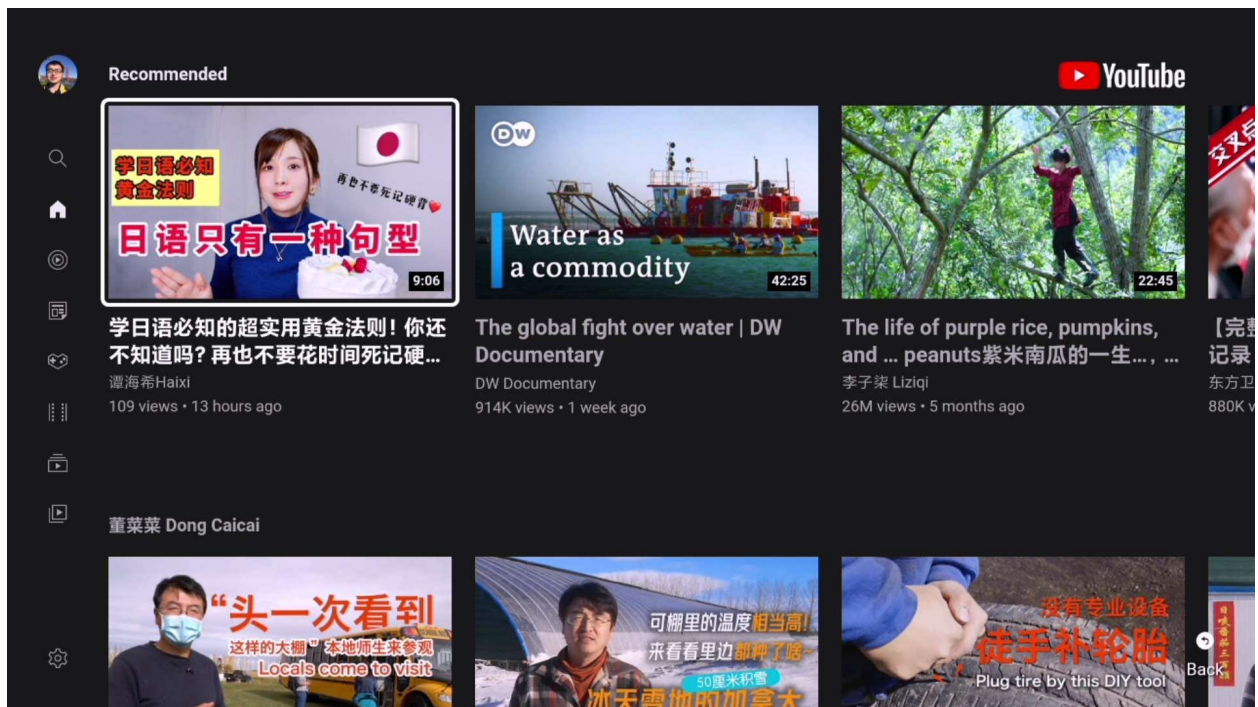 Recommended
YouTube
学日语必知
黄金法则
再也不要死记硬背
日语只有一种句型
9:06
DW
Water as
a commodity
42:25
22:45
交叉点
学日语必知的超实用黄金法则！你还
不知道吗？再也不要花时间死记硬...
谭海希Haixi
109 views • 13 hours ago
The global fight over water | DW
Documentary
DW Documentary
914K views • 1 week ago
The life of purple rice, pumpkins,
and ... peanuts紫米南瓜的一生...，...
李子柒 Liziqi
26M views • 5 months ago
【完整
记录
东方卫
880K v
董菜菜 Dong Caicai
“头一次看到
这样的大棚”本地师生来参观
Locals come to visit
可棚里的温度相当高!
来看看里边都种了啥~
50厘米积雪
冰天雪地的加拿大
没有专业设备
徒手补轮胎
Plug tire by this DIY tool
Back